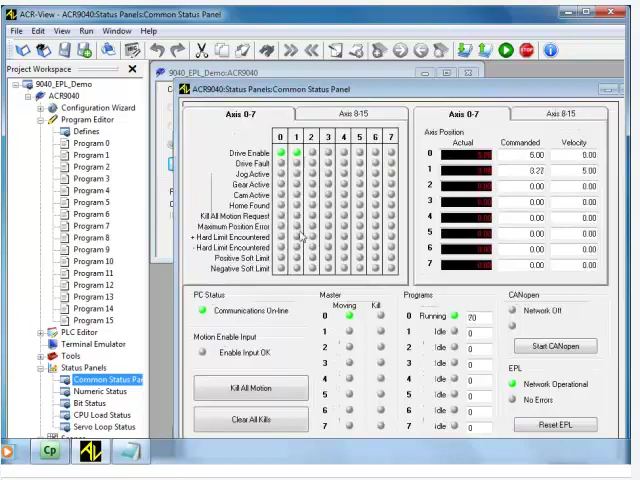 ACR-View - [ACR9040:Status Panels:Common Status Panel
File Edit View Run Window Help
Project Workspace
9040_EPL_Demo
ACR9040
Configuration Wizard
Program Editor
Defines
Program 0
Program 1
Program 2
Program 3
Program 4
Program 5
Program 6
Program 7
Program 8
Program 9
Program 10
Program 11
Program 12
Program 13
Program 14
Program 15
PLC Editor
Terminal Emulator
Tools
Status Panels
Common Status Par
Numeric Status
Bit Status
CPU Load Status
Servo Loop Status
9040_EPL_Demo:ACR9040
ACR9040:Status Panels:Common Status Panel
Axis 0-7 Axis 8-15
0 1 2 3 4 5 6 7
Drive Enable
Drive Fault
Jog Active
Gear Active
Cam Active
Home Found
Kill All Motion Request
Maximum Position Error
+ Hard Limit Encountered
- Hard Limit Encountered
Positive Soft Limit
Negative Soft Limit
Axis 0-7 Axis 8-15
Axis Position
Actual Commanded Velocity
0 5.00 0.00
1 5.00
2 0.00 0.00
3 0.00 0.00
4 0.00 0.00
5 0.00 0.00
6 0.00 0.00
7 0.00 0.00
PC Status
Communications On-line
Motion Enable Input
Enable Input OK
Kill All Motion
Clear All Kills
Master
Moving Kill
0
1
2
3
4
5
6
7
Programs
0 Running 20
1 Idle 0
2 Idle 0
3 Idle 0
4 Idle 0
5 Idle 0
6 Idle 0
7 Idle 0
CANopen
Network Off
Start CANopen
EPL
Network Operational
No Errors
Reset EPL
Cp